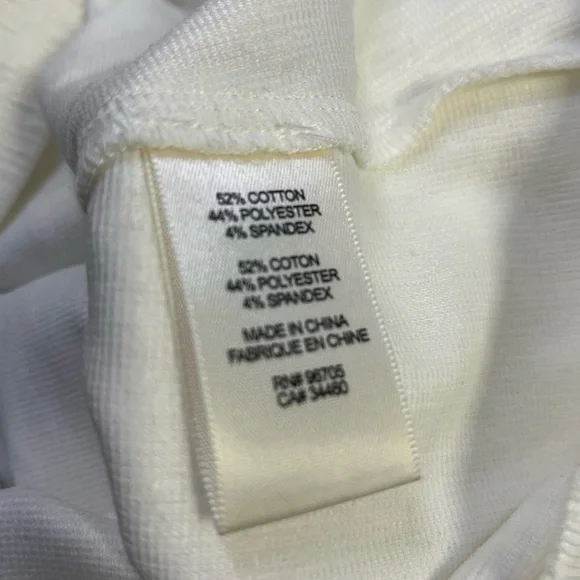 52% COTTON
44% POLYESTER
4% SPANDEX
52% COTON
44% POLYESTER
4% SPANDEX
MADE IN CHINA
FABRIQUE EN CHINE
RN# 96705
CA# 34460